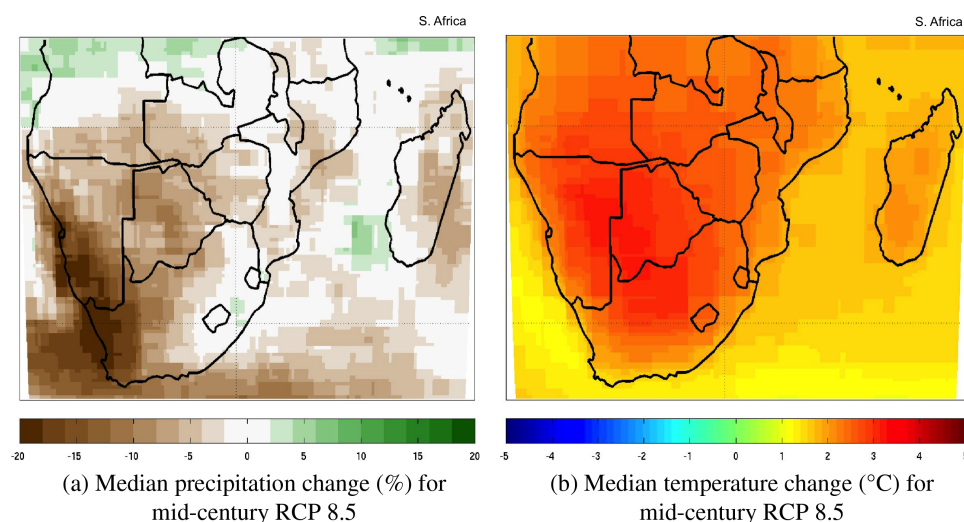 S. Africa
S. Africa
-20 -15 -10 -5 0 5 10 15 20
-5 -4 -3 -2 -1 0 1 2 3 4
(a) Median precipitation change (%) for
mid-century RCP 8.5
(b) Median temperature change (°C) for
mid-century RCP 8.5